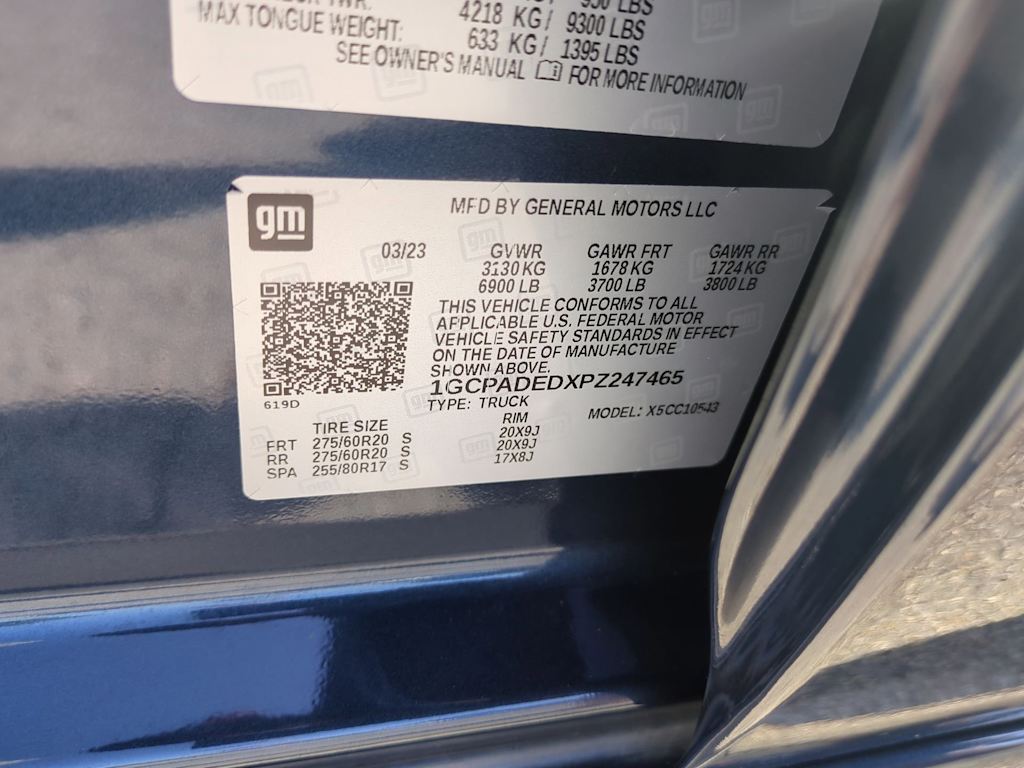 950 LBS
4218 KG/ 9300 LBS
MAX TONGUE WEIGHT: 633 KG/ 1395 LBS
SEE OWNER'S MANUAL FOR MORE INFORMATION
gm
MFD BY GENERAL MOTORS LLC
03/23 GVWR GAWR FRT GAWR RR
3130 KG 1678 KG 1724 KG
6900 LB 3700 LB 3800 LB
THIS VEHICLE CONFORMS TO ALL
APPLICABLE U.S. FEDERAL MOTOR
VEHICLE SAFETY STANDARDS IN EFFECT
ON THE DATE OF MANUFACTURE
SHOWN ABOVE.
1GCPADEDXPZ247465
619D
TYPE: TRUCK MODEL: X5CC10543
TIRE SIZE RIM
FRT 275/60R20 S 20X9J
RR 275/60R20 S 20X9J
SPA 255/80R17 S 17X8J